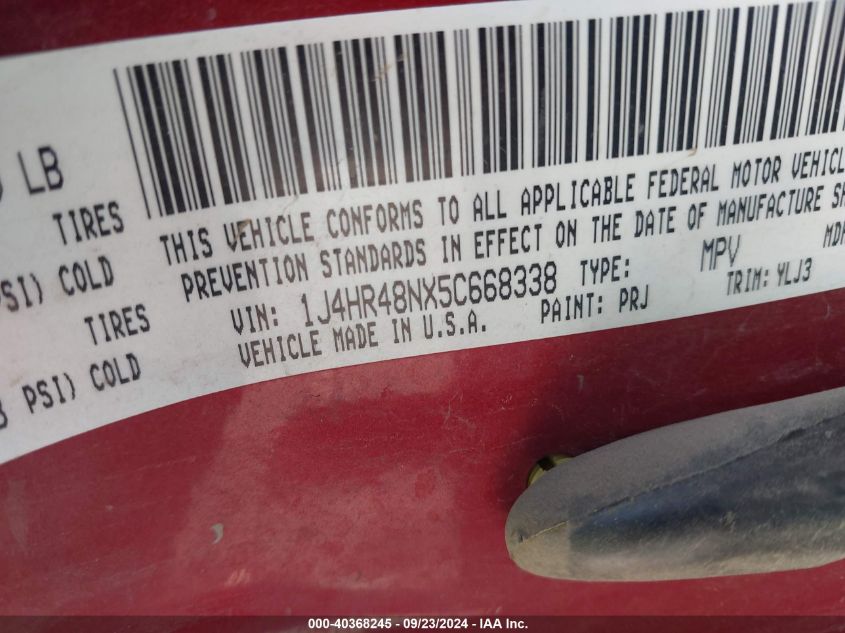 LB
TIRES
PSI) COLD
TIRES
PSI) COLD
THIS VEHICLE CONFORMS TO ALL APPLICABLE FEDERAL MOTOR VEHICL
PREVENTION STANDARDS IN EFFECT ON THE DATE OF MANUFACTURE SH
VIN: 1J4HR48NX5C668338 TYPE: MPV MDH
VEHICLE MADE IN U.S.A. PAINT: PRJ TRIM: YLJ3
000-40368245 - 09/23/2024 - IAA Inc.